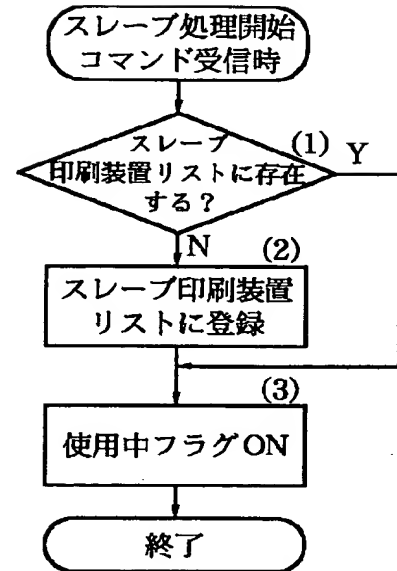 スレーブ処理開始
コマンド受信時
(1)
スレーブ
印刷装置リストに存在
する?
Y
N
(2)
スレーブ印刷装置
リストに登録
(3)
使用中フラグON
終了